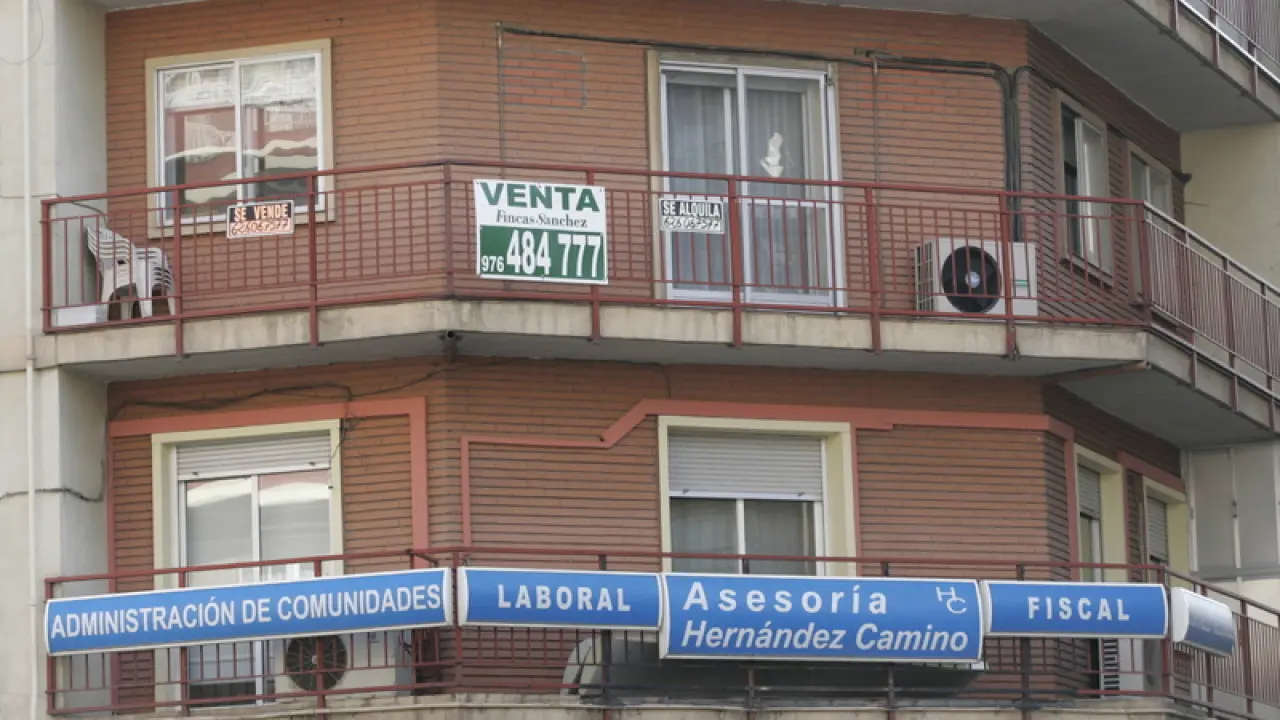 SE VENDE
VENTA
Fincas Sanchez
976 484 777
SE ALQUILA
ADMINISTRACIÓN DE COMUNIDADES
LABORAL
Asesoría
HC
Hernández Camino
FISCAL